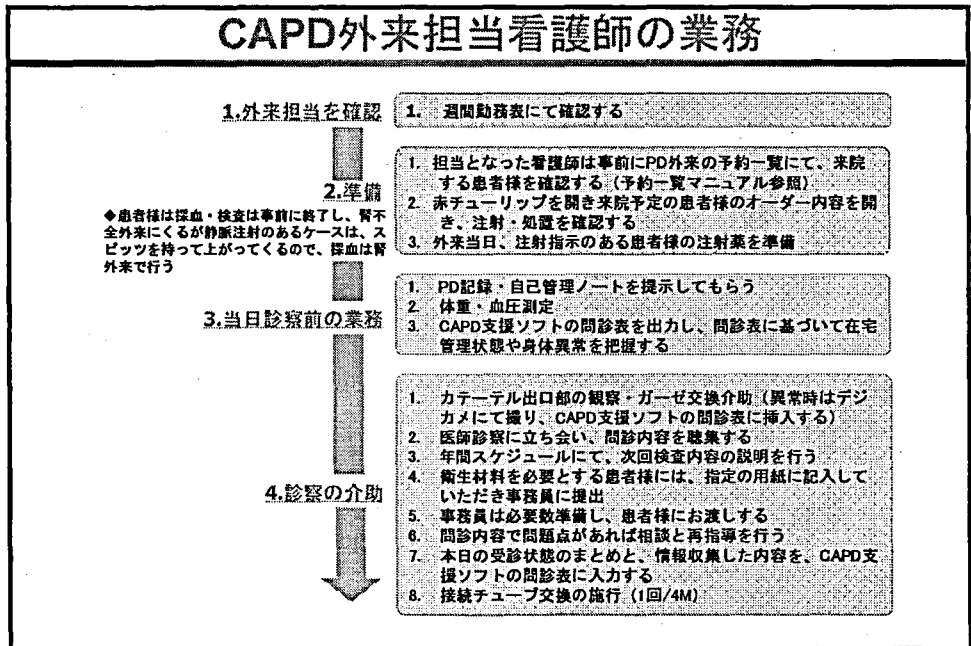 CAPD外来担当看護師の業務
1.外来担当を確認
1. 週間勤務表にて確認する
2.準備
◆患者様は採血・検査は事前に終了し、腎不
全外来にくるが静脈注射のあるケースは、ス
ピッツを持って上がってくるので、採血は腎
外来で行う
1. 担当となった看護師は事前にPD外来の予約一覧にて、来院
する患者様を確認する（予約一覧マニュアル参照）
2. 赤チューリップを開き来院予定の患者様のオーダー内容を開
き、注射・処置を確認する
3. 外来当日、注射指示のある患者様の注射薬を準備
3.当日診察前の業務
1. PD記録・自己管理ノートを提示してもらう
2. 体重・血圧測定
3. CAPD支援ソフトの問診表を出力し、問診表に基づいて在宅
管理状態や身体異常を把握する
4.診察の介助
1. カテーテル出口部の観察・ガーゼ交換介助（異常時はデジ
カメにて撮り、CAPD支援ソフトの問診表に挿入する）
2. 医師診察に立ち会い、問診内容を聴集する
3. 年間スケジュールにて、次回検査内容の説明を行う
4. 衛生材料を必要とする患者様には、指定の用紙に記入して
いただき事務員に提出
5. 事務員は必要数準備し、患者様にお渡しする
6. 問診内容で問題点があれば相談と再指導を行う
7. 本日の受診状態のまとめと、情報収集した内容を、CAPD支
援ソフトの問診表に入力する
8. 接続チューブ交換の施行（1回/4M）